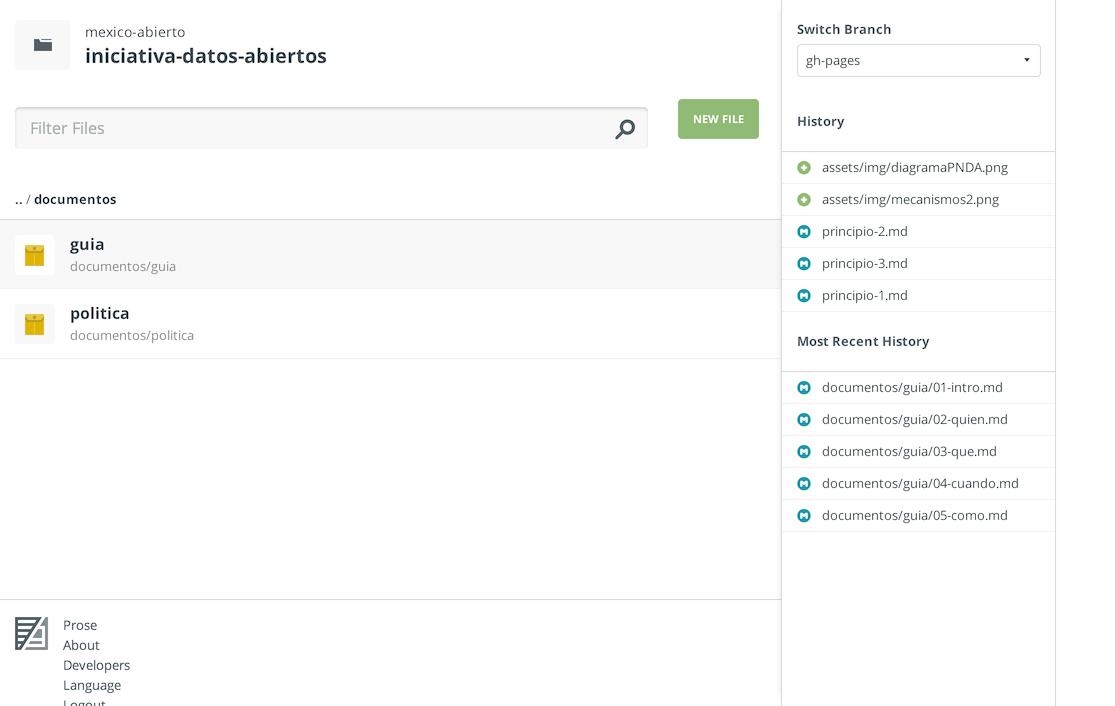 mexico-abierto
iniciativa-datos-abiertos
Filter Files
NEW FILE
.. / documentos
guia
documentos/guia
politica
documentos/politica
Prose
About
Developers
Language
Logout
Switch Branch
gh-pages
History
assets/img/diagramaPNDA.png
assets/img/mecanismos2.png
principio-2.md
principio-3.md
principio-1.md
Most Recent History
documentos/guia/01-intro.md
documentos/guia/02-quien.md
documentos/guia/03-que.md
documentos/guia/04-cuando.md
documentos/guia/05-como.md